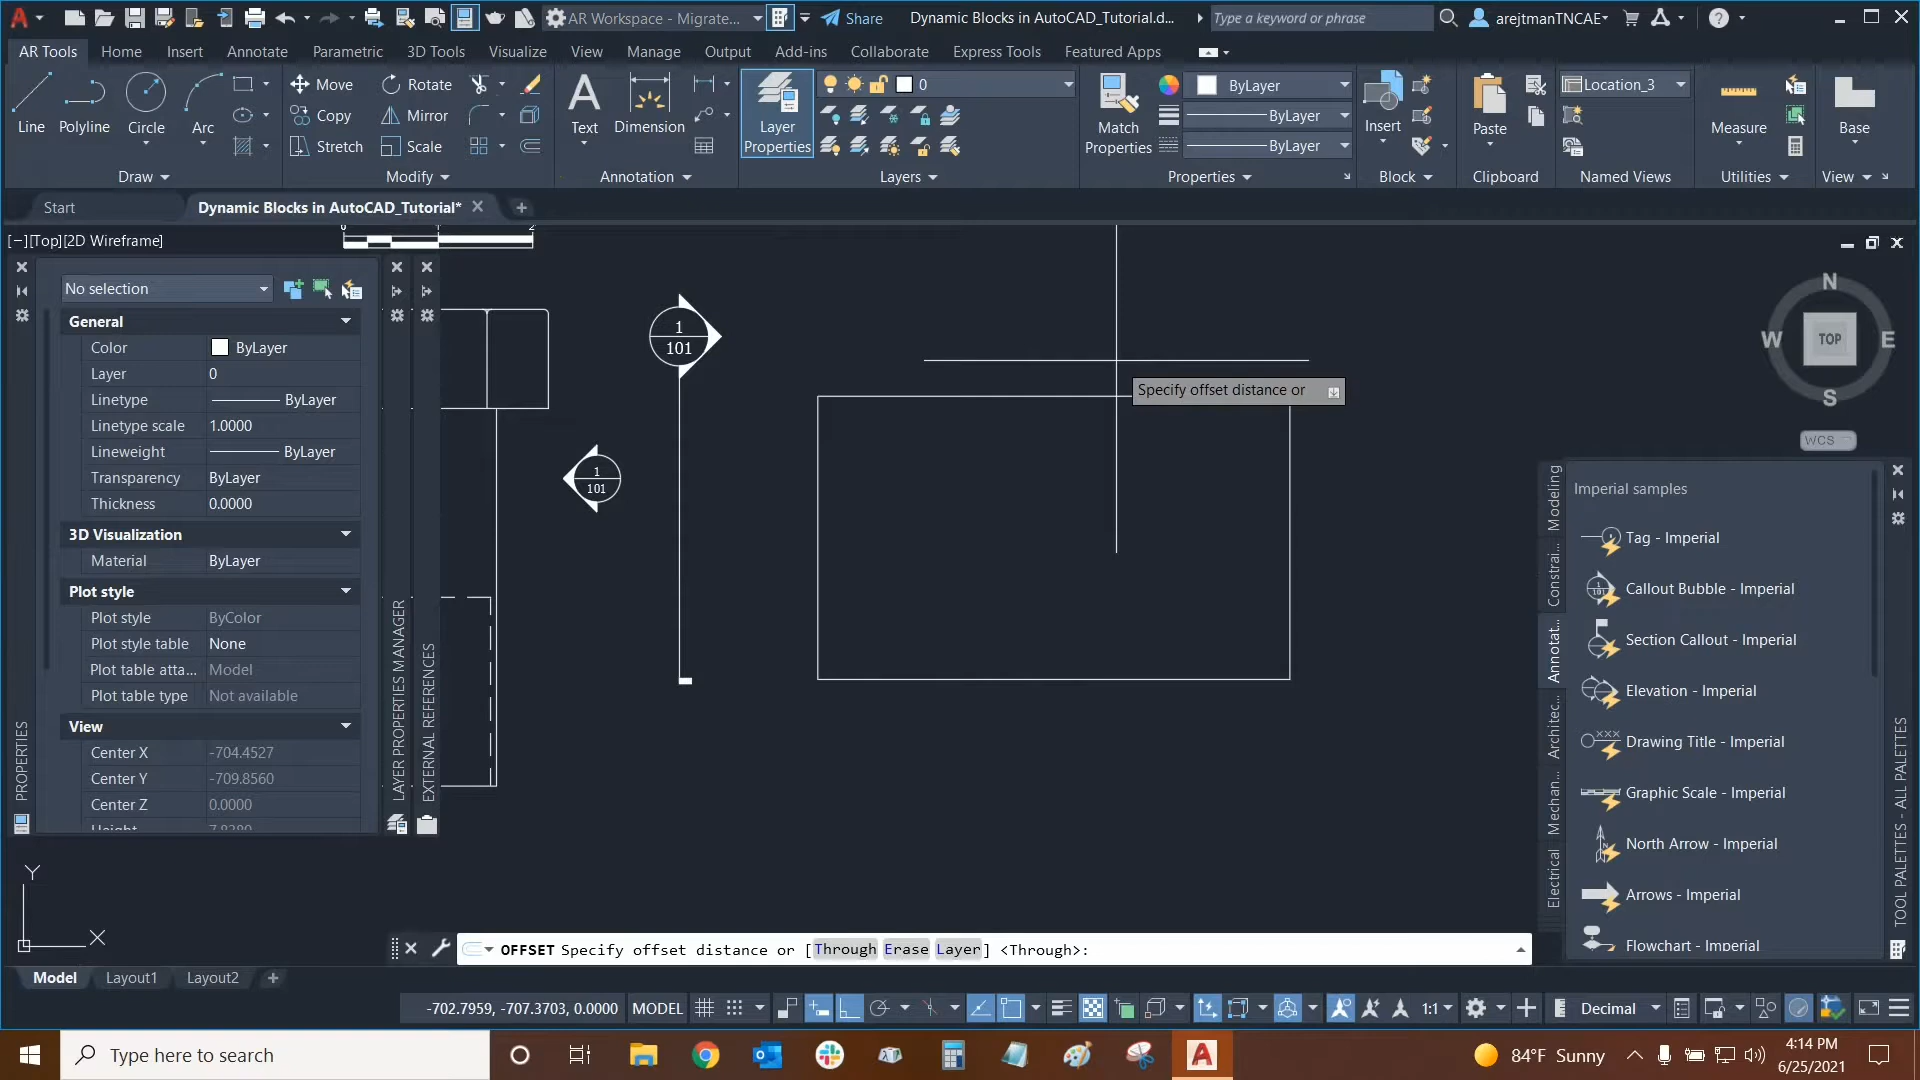 AR Workspace - Migrate...
Share
Dynamic Blocks in AutoCAD_Tutorial.d...
Type a keyword or phrase
arejtmanTNCAE
AR Tools
Home
Insert
Annotate
Parametric
3D Tools
Visualize
View
Manage
Output
Add-ins
Collaborate
Express Tools
Featured Apps
Line
Polyline
Circle
Arc
Move
Rotate
Copy
Mirror
Stretch
Scale
Text
Dimension
Layer
Properties
0
Match
Properties
ByLayer
ByLayer
ByLayer
Insert
Paste
Location_3
Measure
Base
Draw
Modify
Annotation
Layers
Properties
Block
Clipboard
Named Views
Utilities
View
Start
Dynamic Blocks in AutoCAD_Tutorial*
[−][Top][2D Wireframe]
No selection
General
Color ByLayer
Layer 0
Linetype ByLayer
Linetype scale 1.0000
Lineweight ByLayer
Transparency ByLayer
Thickness 0.0000
3D Visualization
Material ByLayer
Plot style
Plot style ByColor
Plot style table None
Plot table atta... Model
Plot table type Not available
View
Center X -704.4527
Center Y -709.8560
Center Z 0.0000
PROPERTIES
LAYER PROPERTIES MANAGER
EXTERNAL REFERENCES
1
101
1
101
Specify offset distance or
N
W
TOP
E
S
WCS
Modeling
Constrai...
Annotat...
Architec...
Mechan...
Electrical
Imperial samples
Tag - Imperial
Callout Bubble - Imperial
Section Callout - Imperial
Elevation - Imperial
Drawing Title - Imperial
Graphic Scale - Imperial
North Arrow - Imperial
Arrows - Imperial
Flowchart - Imperial
TOOL PALETTES - ALL PALETTES
Y
X
OFFSET Specify offset distance or [Through Erase Layer] <Through>:
Model
Layout1
Layout2
-702.7959, -707.3703, 0.0000
MODEL
1:1
Decimal
Type here to search
84°F Sunny
4:14 PM
6/25/2021